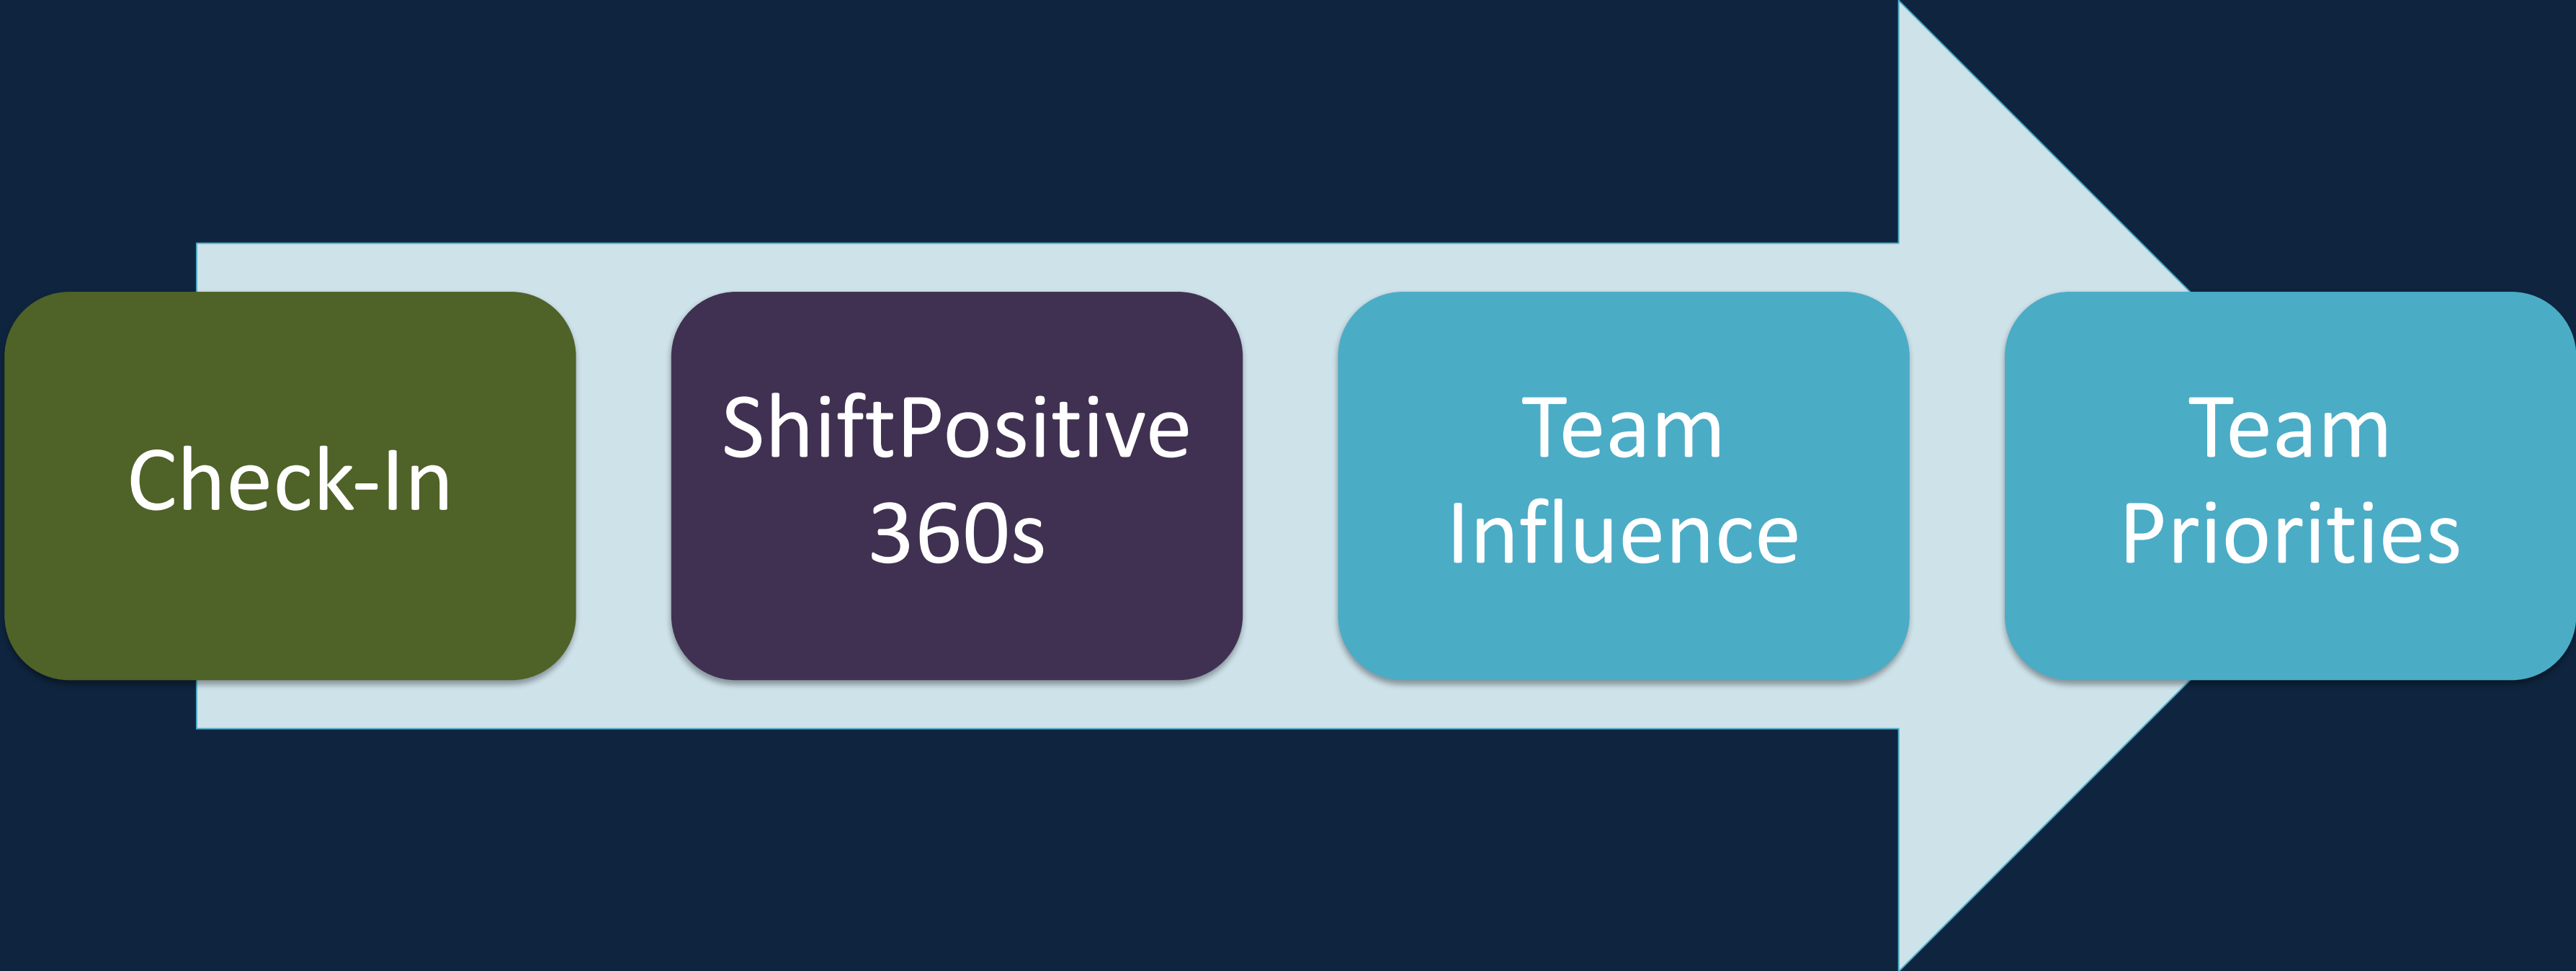 Check-In
ShiftPositive
360s
Team
Influence
Team
Priorities